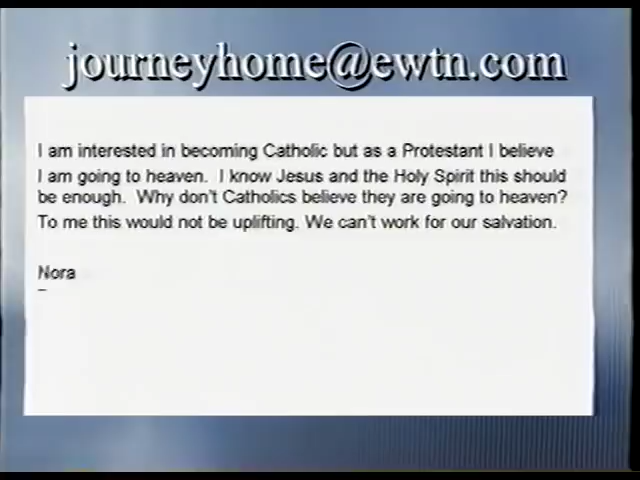 journeyhome@ewtn.com
I am interested in becoming Catholic but as a Protestant I believe
I am going to heaven. I know Jesus and the Holy Spirit this should
be enough. Why don't Catholics believe they are going to heaven?
To me this would not be uplifting. We can't work for our salvation.
Nora